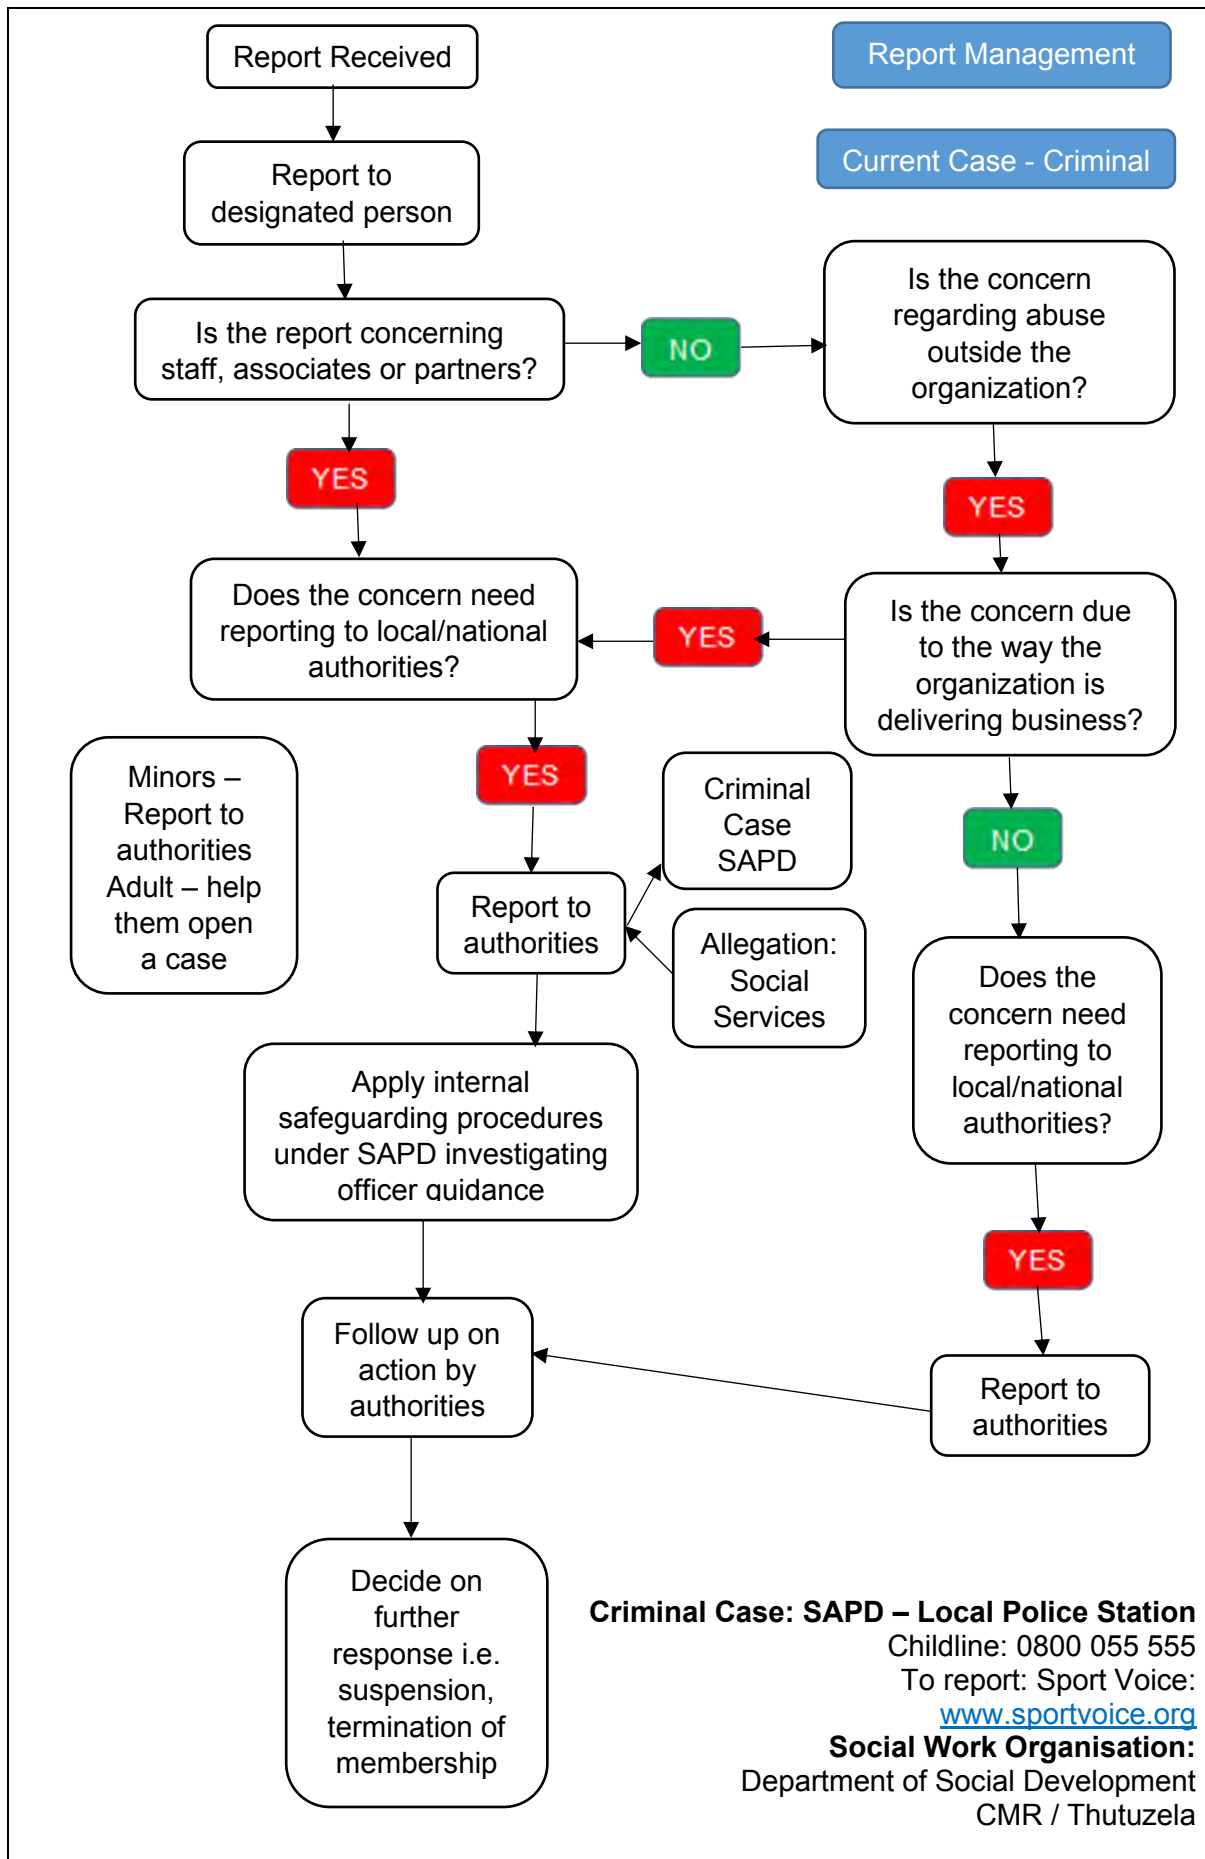 Report Received
Report Management
Report to
designated person
Current Case - Criminal
Is the report concerning
staff, associates or partners?
NO
Is the concern
regarding abuse
outside the
organization?
YES
YES
Does the concern need
reporting to local/national
authorities?
YES
Is the concern due
to the way the
organization is
delivering business?
Minors –
Report to
authorities
Adult – help
them open
a case
YES
Criminal
Case
SAPD
NO
Report to
authorities
Allegation:
Social
Services
Does the
concern need
reporting to
local/national
authorities?
Apply internal
safeguarding procedures
under SAPD investigating
officer guidance
YES
Follow up on
action by
authorities
Report to
authorities
Decide on
further
response i.e.
suspension,
termination of
membership
Criminal Case: SAPD – Local Police Station
Childline: 0800 055 555
To report: Sport Voice:
www.sportvoice.org
Social Work Organisation:
Department of Social Development
CMR / Thutuzela